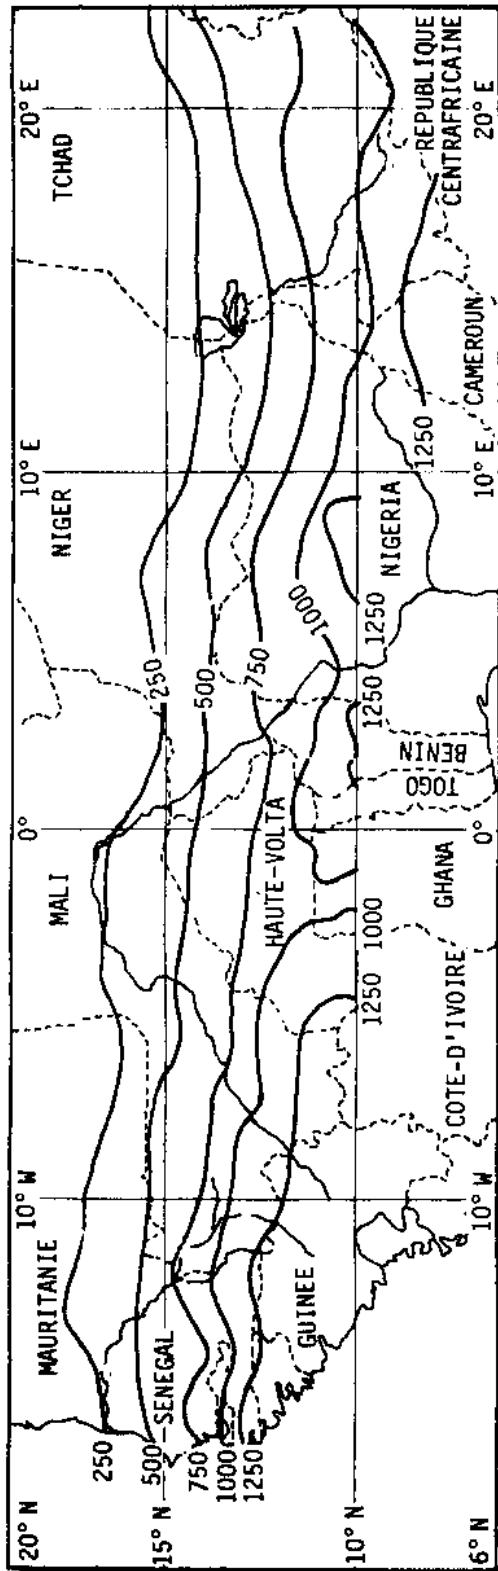 20° N
15° N
10° N
6° N
10° W
0°
10° E
20° E
MAURITANIE
MALI
NIGER
TCHAD
250
500
SENEGAL
750
1000
1250
250
500
750
1000
HAUTE-VOLTA
GUINEE
COTE-D'IVOIRE
1250
1000
GHANA
TOGO
BENIN
1250
1250
NIGERIA
1250
CAMEROUN
REPUBLIQUE
CENTRAFRICAINE
10° W
0°
10° E
20° E